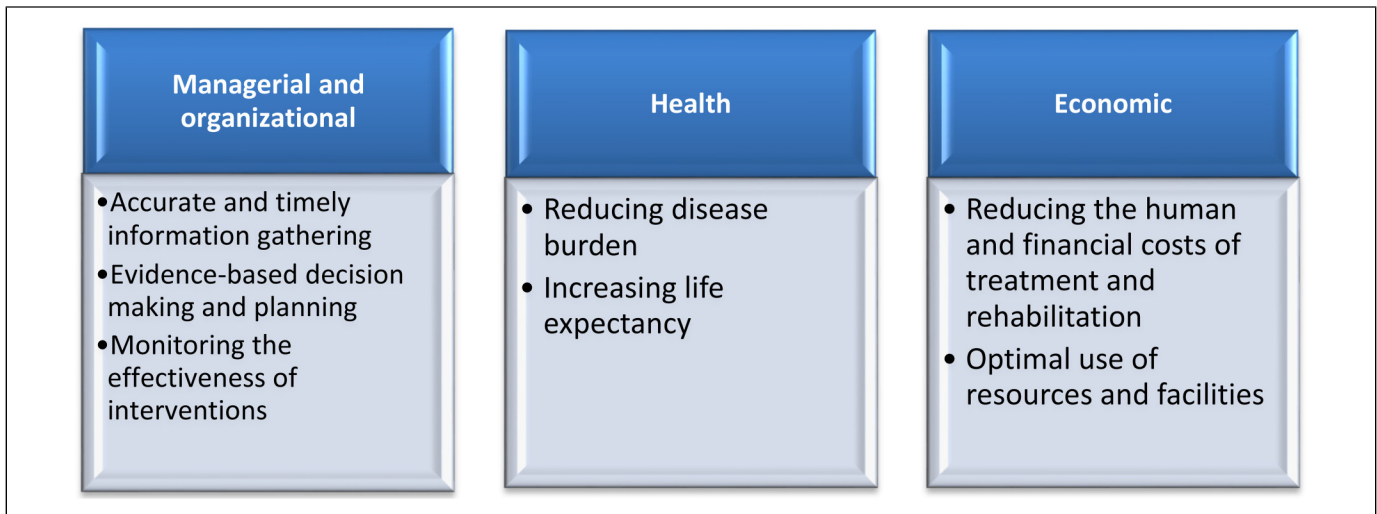 Managerial and
organizational
•Accurate and timely
information gathering
•Evidence-based decision
making and planning
•Monitoring the
effectiveness of
interventions
Health
• Reducing disease
burden
• Increasing life
expectancy
Economic
• Reducing the human
and financial costs of
treatment and
rehabilitation
• Optimal use of
resources and facilities